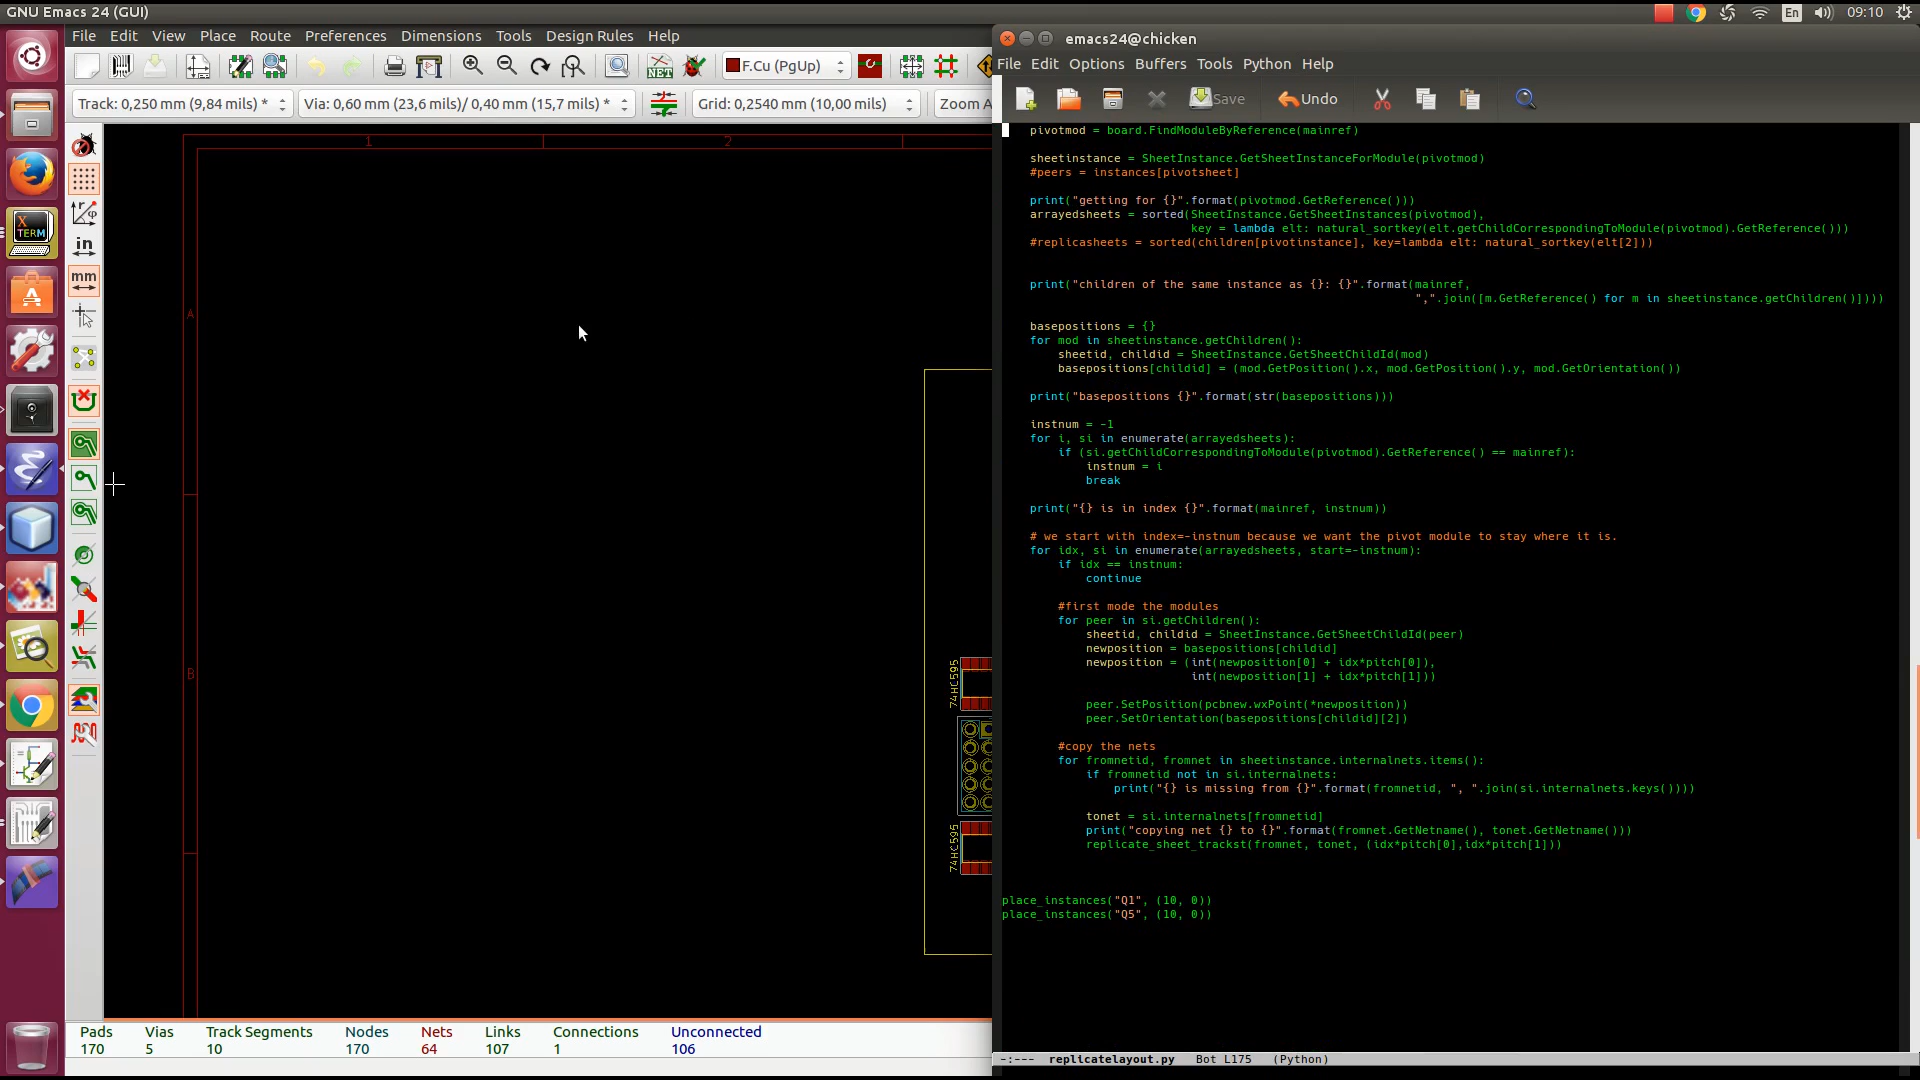 GNU Emacs 24 (GUI)
En
09:10
File Edit View Place Route Preferences Dimensions Tools Design Rules Help
NET
F.Cu (PgUp)
Track: 0,250 mm (9,84 mils) *
Via: 0,60 mm (23,6 mils)/ 0,40 mm (15,7 mils) *
Grid: 0,2540 mm (10,00 mils)
Zoom A
X
TERM
in
mm
1
2
A
B
74HC595
74HC595
Pads Vias Track Segments Nodes Nets Links Connections Unconnected
170 5 10 170 64 107 1 106
emacs24@chicken
File Edit Options Buffers Tools Python Help
Save
Undo
pivotmod = board.FindModuleByReference(mainref)
sheetinstance = SheetInstance.GetSheetInstanceForModule(pivotmod)
#peers = instances[pivotsheet]
print("getting for {}".format(pivotmod.GetReference()))
arrayedsheets = sorted(SheetInstance.GetSheetInstances(pivotmod),
key = lambda elt: natural_sortkey(elt.getChildCorrespondingToModule(pivotmod).GetReference()))
#replicasheets = sorted(children[pivotinstance], key=lambda elt: natural_sortkey(elt[2]))
print("children of the same instance as {}: {}".format(mainref,
",".join([m.GetReference() for m in sheetinstance.getChildren()])))
basepositions = {}
for mod in sheetinstance.getChildren():
sheetid, childid = SheetInstance.GetSheetChildId(mod)
basepositions[childid] = (mod.GetPosition().x, mod.GetPosition().y, mod.GetOrientation())
print("basepositions {}".format(str(basepositions)))
instnum = -1
for i, si in enumerate(arrayedsheets):
if (si.getChildCorrespondingToModule(pivotmod).GetReference() == mainref):
instnum = i
break
print("{} is in index {}".format(mainref, instnum))
# we start with index=-instnum because we want the pivot module to stay where it is.
for idx, si in enumerate(arrayedsheets, start=-instnum):
if idx == instnum:
continue
#first mode the modules
for peer in si.getChildren():
sheetid, childid = SheetInstance.GetSheetChildId(peer)
newposition = basepositions[childid]
newposition = (int(newposition[0] + idx*pitch[0]),
int(newposition[1] + idx*pitch[1]))
peer.SetPosition(pcbnew.wxPoint(*newposition))
peer.SetOrientation(basepositions[childid][2])
#copy the nets
for fromnetid, fromnet in sheetinstance.internalnets.items():
if fromnetid not in si.internalnets:
print("{} is missing from {}".format(fromnetid, ", ".join(si.internalnets.keys())))
tonet = si.internalnets[fromnetid]
print("copying net {} to {}".format(fromnet.GetNetname(), tonet.GetNetname()))
replicate_sheet_trackst(fromnet, tonet, (idx*pitch[0],idx*pitch[1]))
place_instances("Q1", (10, 0))
place_instances("Q5", (10, 0))
-:--- replicatelayout.py Bot L175 (Python)